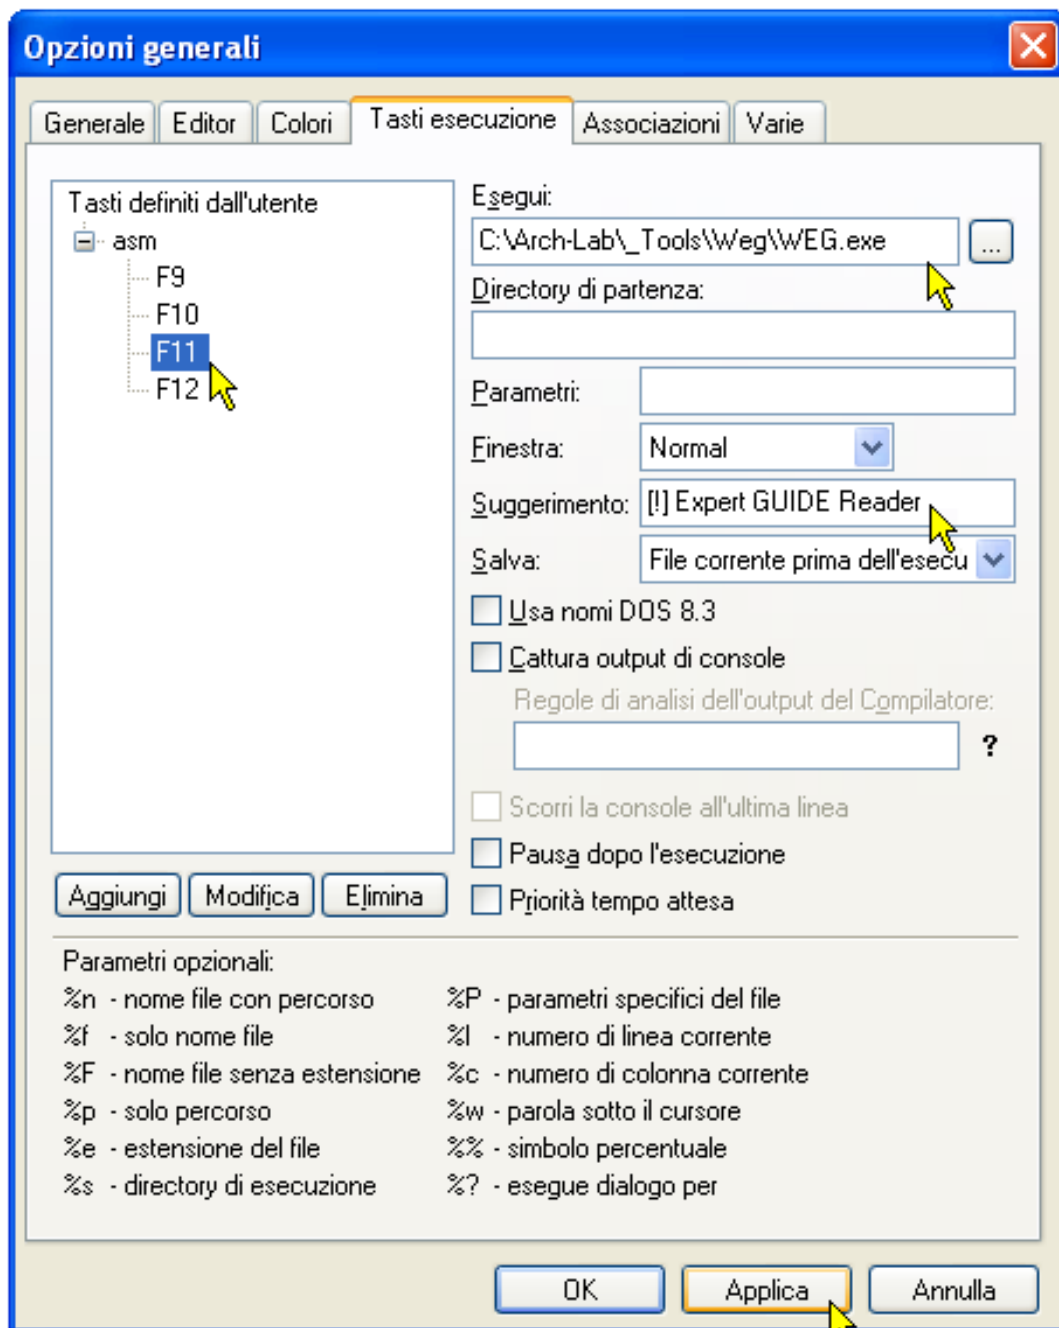 Opzioni generali
Generale Editor Colori Tasti esecuzione Associazioni Varie
Tasti definiti dall'utente
asm
F9
F10
F11
F12
Esegui:
C:\Arch-Lab\_Tools\Weg\WEG.exe ...
Directory di partenza:
Parametri:
Finestra: Normal
Suggerimento: [!] Expert GUIDE Reader
Salva: File corrente prima dell'esecu
Usa nomi DOS 8.3
Cattura output di console
Regole di analisi dell'output del Compilatore:
?
Scorri la console all'ultima linea
Pausa dopo l'esecuzione
Priorità tempo attesa
Aggiungi Modifica Elimina
Parametri opzionali:
%n - nome file con percorso %P - parametri specifici del file
%f - solo nome file %l - numero di linea corrente
%F - nome file senza estensione %c - numero di colonna corrente
%p - solo percorso %w - parola sotto il cursore
%e - estensione del file %% - simbolo percentuale
%s - directory di esecuzione %? - esegue dialogo per
OK Applica Annulla